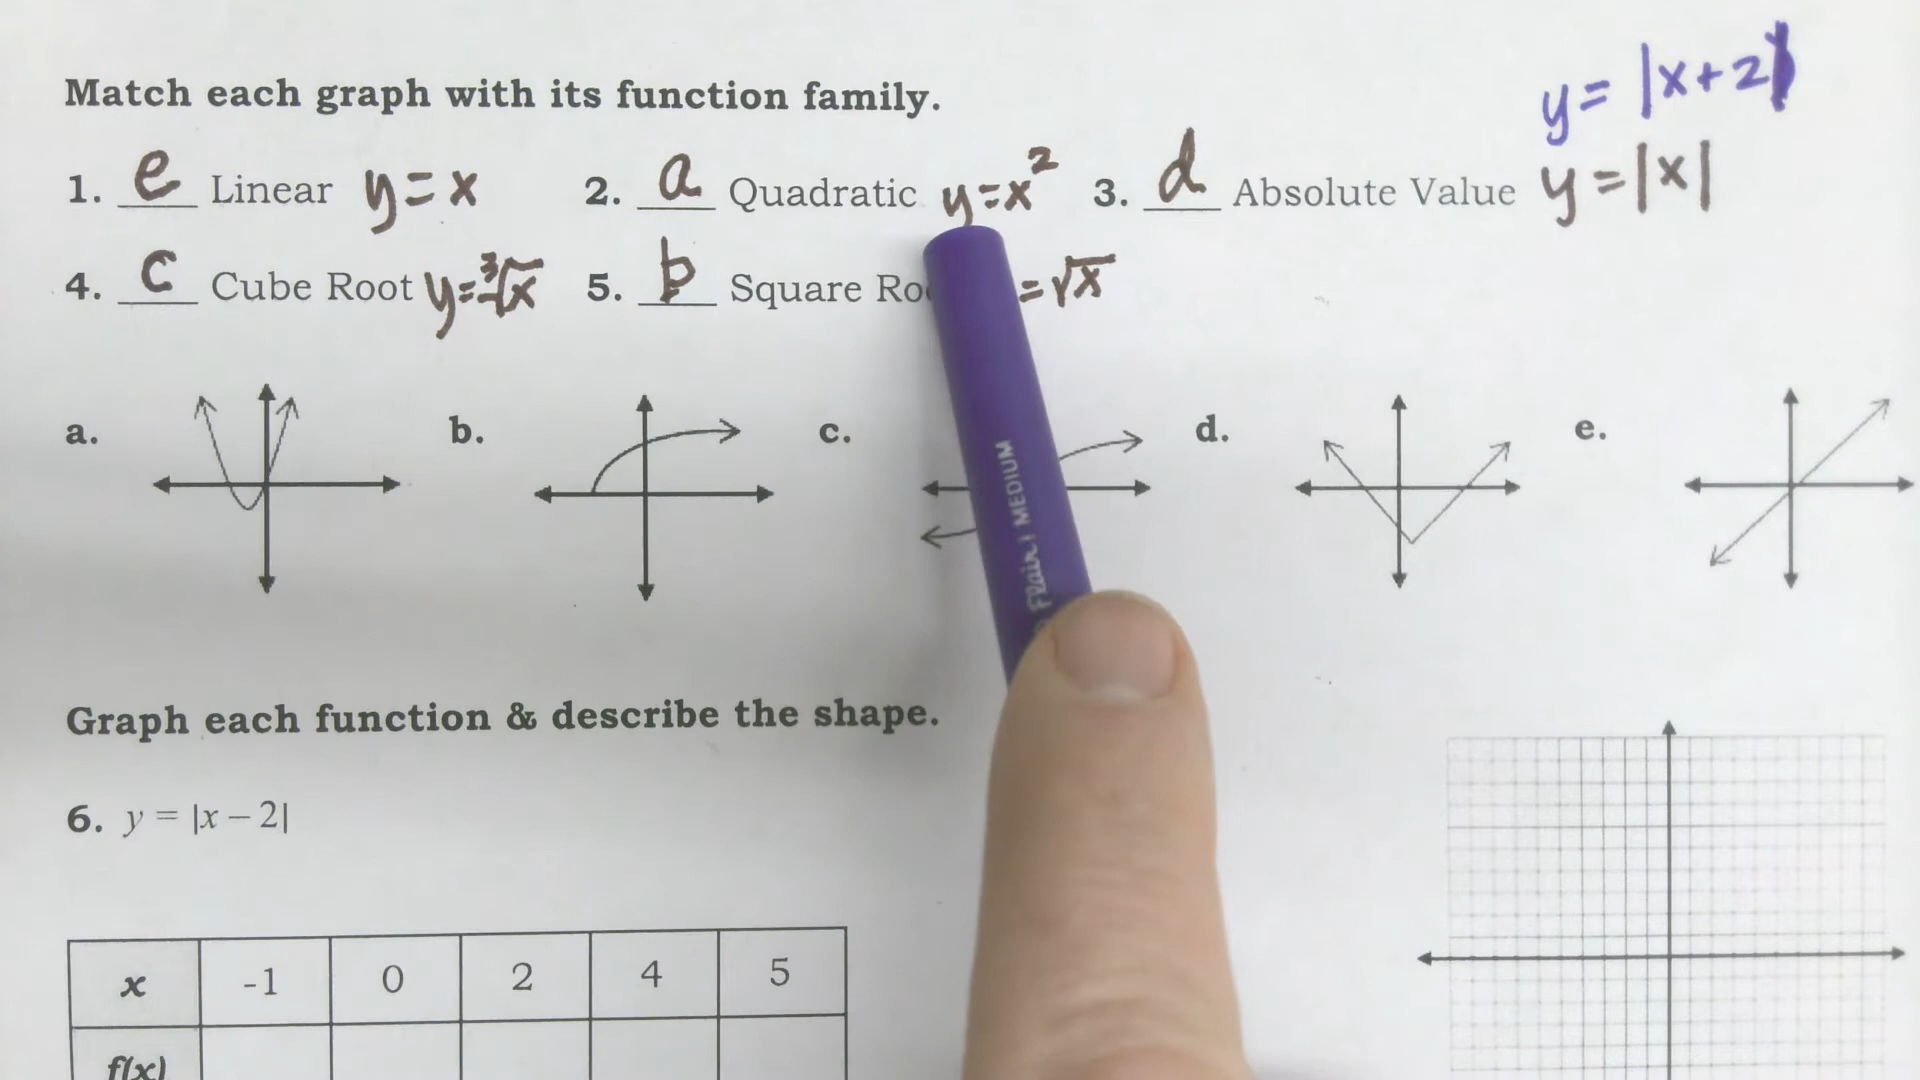 y = |x+2|
Match each graph with its function family.
1. e Linear y = x 2. a Quadratic y=x² 3. d Absolute Value y = |x|
4. c Cube Root y=∛x 5. b Square Ro = √x
a. b. c. d. e.
Flair! MEDIUM
Graph each function & describe the shape.
6. y = |x – 2|
x -1 0 2 4 5
f(x)